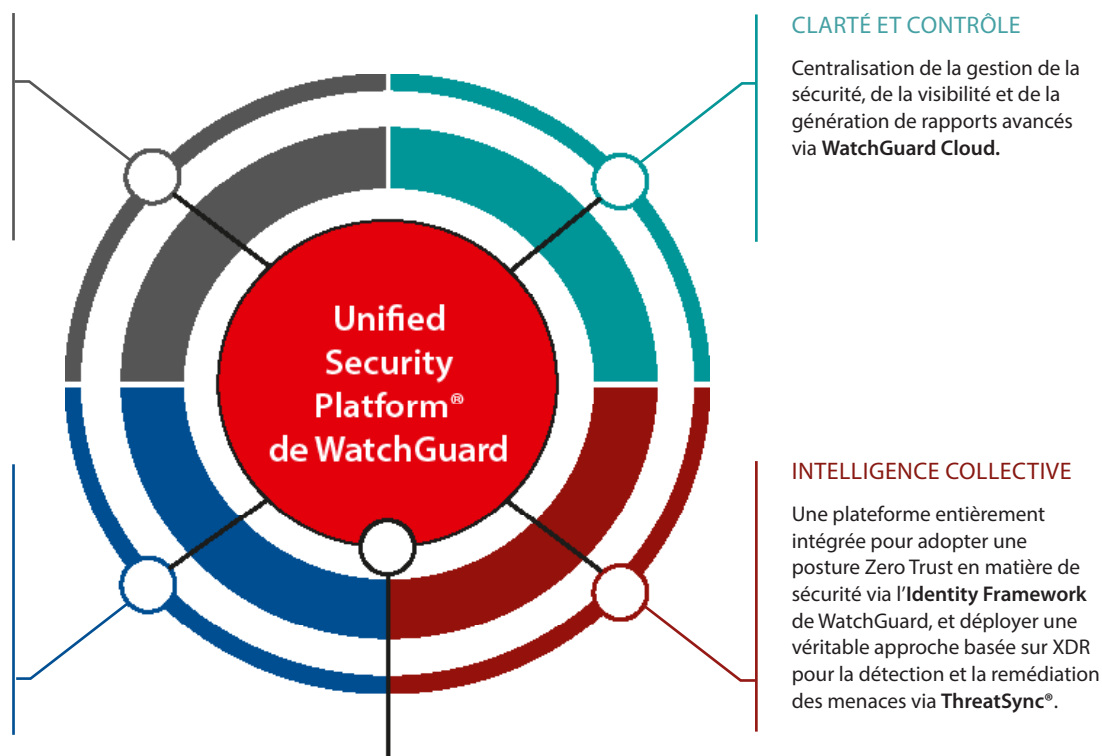 CLARTÉ ET CONTRÔLE
Centralisation de la gestion de la
sécurité, de la visibilité et de la
génération de rapports avancés
via WatchGuard Cloud.
Unified
Security
Platform®
de WatchGuard
INTELLIGENCE COLLECTIVE
Une plateforme entièrement
intégrée pour adopter une
posture Zero Trust en matière de
sécurité via l'Identity Framework
de WatchGuard, et déployer une
véritable approche basée sur XDR
pour la détection et la remédiation
des menaces via ThreatSync®.